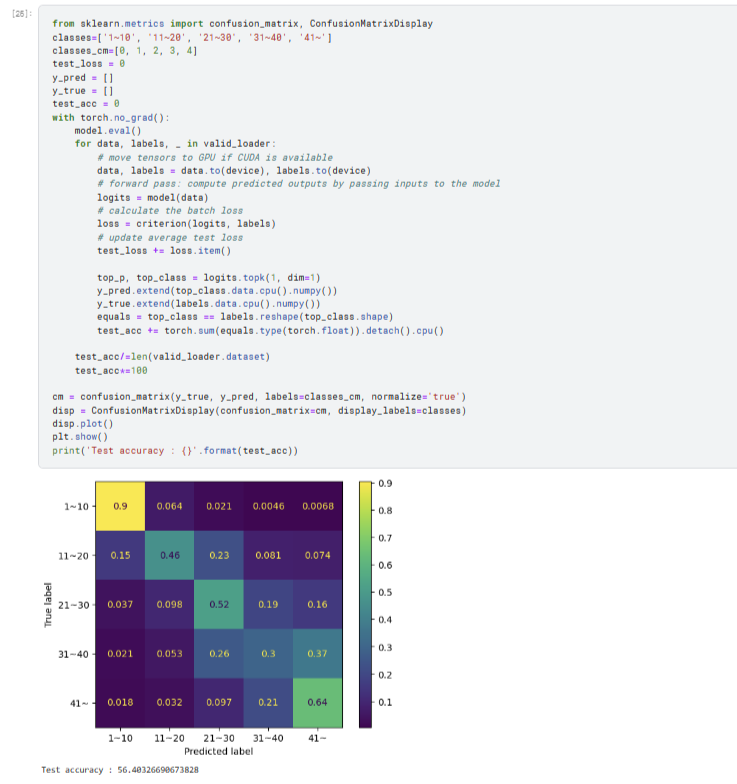 [26]:
from sklearn.metrics import confusion_matrix, ConfusionMatrixDisplay
classes=['1~10', '11~20', '21~30', '31~40', '41~']
classes_cm=[0, 1, 2, 3, 4]
test_loss = 0
y_pred = []
y_true = []
test_acc = 0
with torch.no_grad():
    model.eval()
    for data, labels, _ in valid_loader:
        # move tensors to GPU if CUDA is available
        data, labels = data.to(device), labels.to(device)
        # forward pass: compute predicted outputs by passing inputs to the model
        logits = model(data)
        # calculate the batch loss
        loss = criterion(logits, labels)
        # update average test loss
        test_loss += loss.item()
        top_p, top_class = logits.topk(1, dim=1)
        y_pred.extend(top_class.data.cpu().numpy())
        y_true.extend(labels.data.cpu().numpy())
        equals = top_class == labels.reshape(top_class.shape)
        test_acc += torch.sum(equals.type(torch.float)).detach().cpu()
    test_acc/=len(valid_loader.dataset)
    test_acc*=100
cm = confusion_matrix(y_true, y_pred, labels=classes_cm, normalize='true')
disp = ConfusionMatrixDisplay(confusion_matrix=cm, display_labels=classes)
disp.plot()
plt.show()
print('Test accuracy : {}'.format(test_acc))
True label
1~10 0.9 0.064 0.021 0.0046 0.0068
11~20 0.15 0.46 0.23 0.081 0.074
21~30 0.037 0.098 0.52 0.19 0.16
31~40 0.021 0.053 0.26 0.3 0.37
41~ 0.018 0.032 0.097 0.21 0.64
1~10 11~20 21~30 31~40 41~
Predicted label
0.9
0.8
0.7
0.6
0.5
0.4
0.3
0.2
0.1
Test accuracy : 56.40326690673828